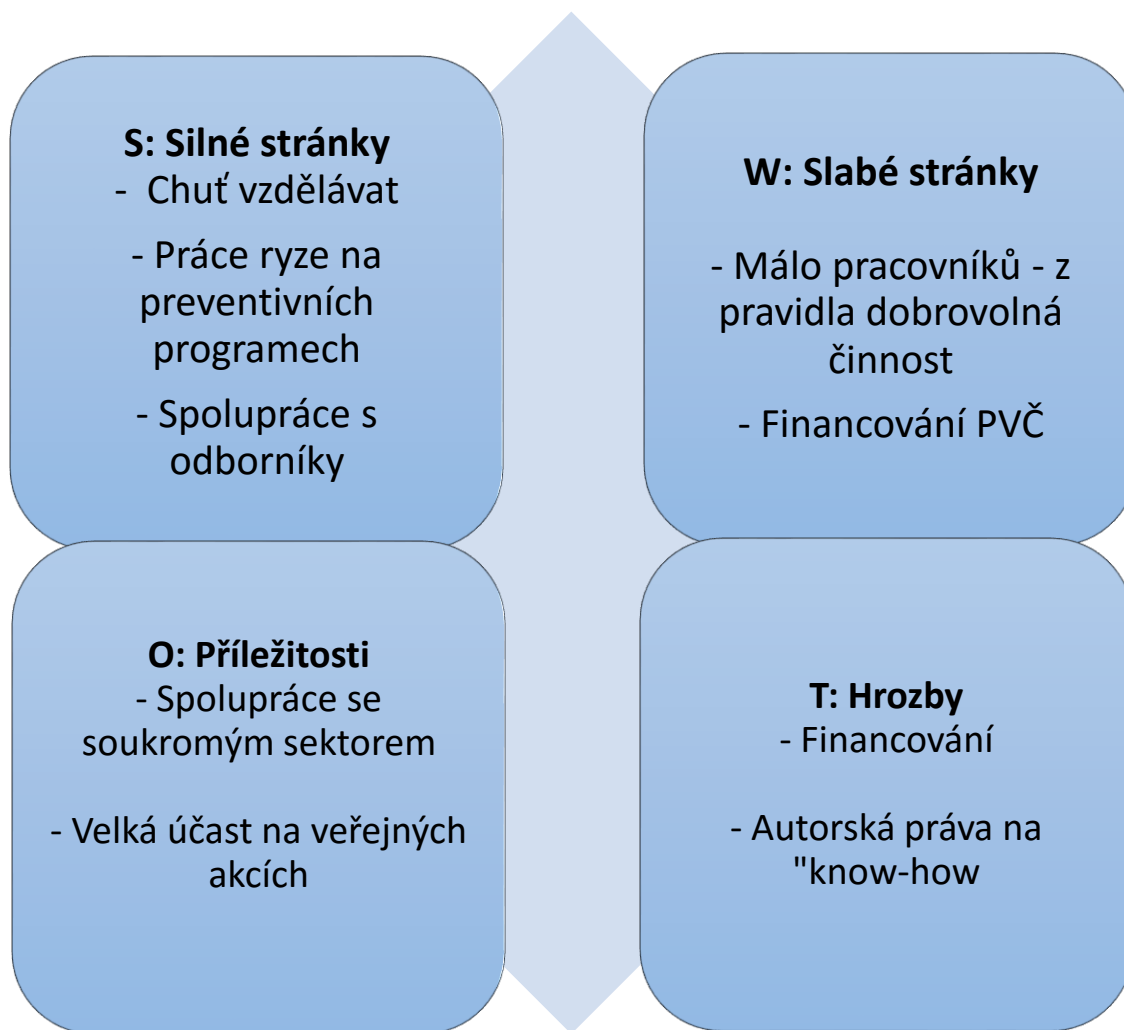 S: Silné stránky
- Chuť vzdělávat
- Práce ryze na
preventivních
programech
- Spolupráce s
odborníky
W: Slabé stránky
- Málo pracovníků - z
pravidla dobrovolná
činnost
- Financování PVČ
O: Příležitosti
- Spolupráce se
soukromým sektorem
- Velká účast na veřejných
akcích
T: Hrozby
- Financování
- Autorská práva na
"know-how